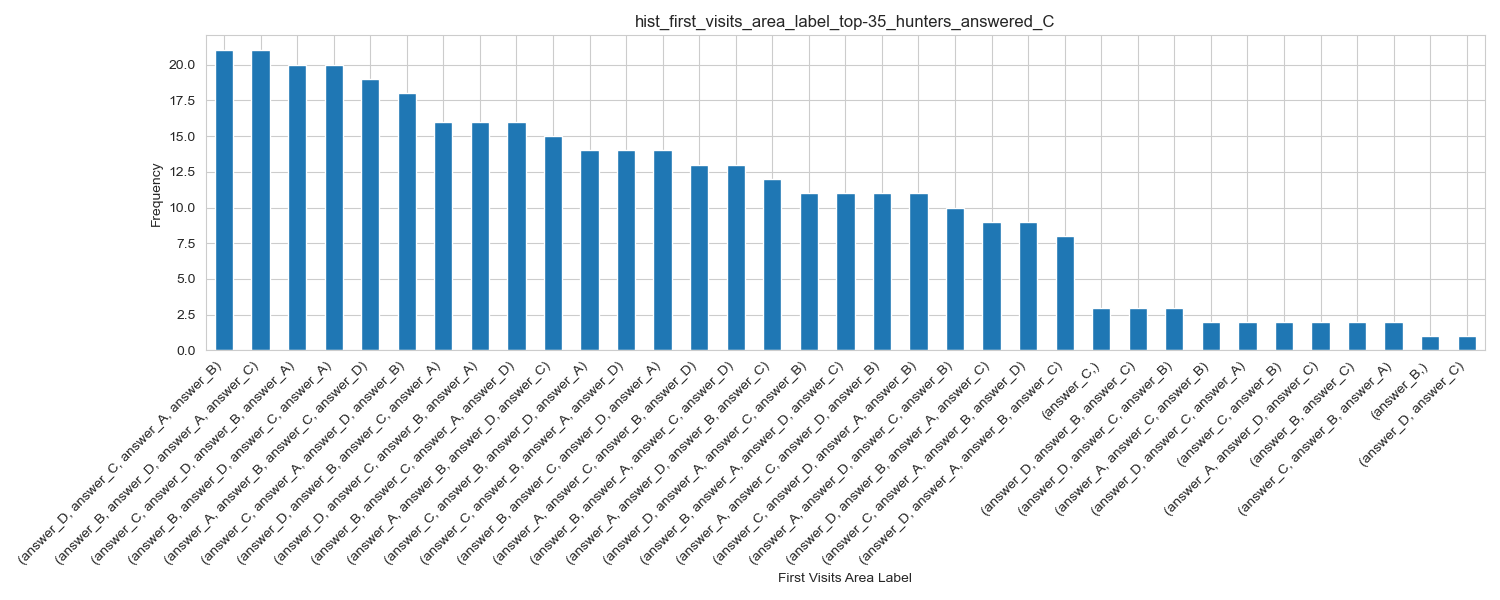 hist_first_visits_area_label_top-35_hunters_answered_C
Frequency
20.0
17.5
15.0
12.5
10.0
7.5
5.0
2.5
0.0
(answer_D, answer_C, answer_A, answer_B)
(answer_B, answer_D, answer_A, answer_C)
(answer_C, answer_D, answer_B, answer_A)
(answer_B, answer_D, answer_C, answer_A)
(answer_A, answer_B, answer_C, answer_D)
(answer_C, answer_A, answer_D, answer_B)
(answer_D, answer_B, answer_C, answer_A)
(answer_D, answer_C, answer_B, answer_A)
(answer_B, answer_C, answer_A, answer_D)
(answer_A, answer_B, answer_D, answer_C)
(answer_C, answer_B, answer_D, answer_A)
(answer_C, answer_B, answer_A, answer_D)
(answer_B, answer_C, answer_D, answer_A)
(answer_A, answer_C, answer_B, answer_D)
(answer_B, answer_A, answer_C, answer_D)
(answer_A, answer_D, answer_B, answer_C)
(answer_D, answer_A, answer_C, answer_B)
(answer_B, answer_A, answer_D, answer_C)
(answer_A, answer_C, answer_D, answer_B)
(answer_C, answer_D, answer_A, answer_B)
(answer_A, answer_D, answer_C, answer_B)
(answer_D, answer_B, answer_A, answer_C)
(answer_C, answer_A, answer_B, answer_D)
(answer_D, answer_A, answer_B, answer_C)
(answer_C,)
(answer_D, answer_B, answer_C)
(answer_D, answer_C, answer_B)
(answer_A, answer_C, answer_B)
(answer_D, answer_C, answer_A)
(answer_C, answer_B)
(answer_A, answer_D, answer_C)
(answer_B, answer_C)
(answer_C, answer_B, answer_A)
(answer_B,)
(answer_D, answer_C)
First Visits Area Label